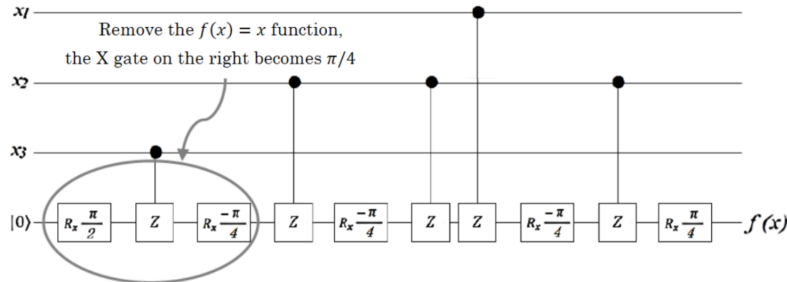 x1
Remove the f(x) = x function,
the X gate on the right becomes π/4
x2
x3
|0⟩ Rx π/2 Z Rx -π/4 Z Rx -π/4 Z Z Rx -π/4 Z Rx π/4 f(x)